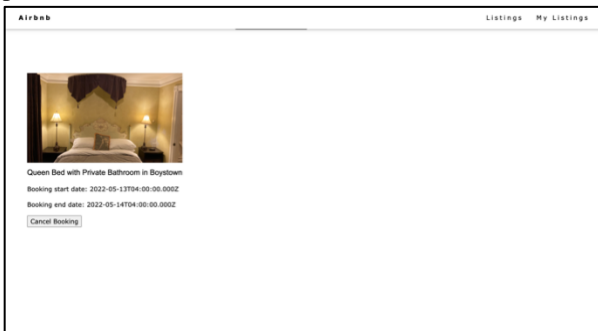 Airbnb
Listings My Listings
Queen Bed with Private Bathroom in Boystown
Booking start date: 2022-05-13T04:00:00.000Z
Booking end date: 2022-05-14T04:00:00.000Z
Cancel Booking